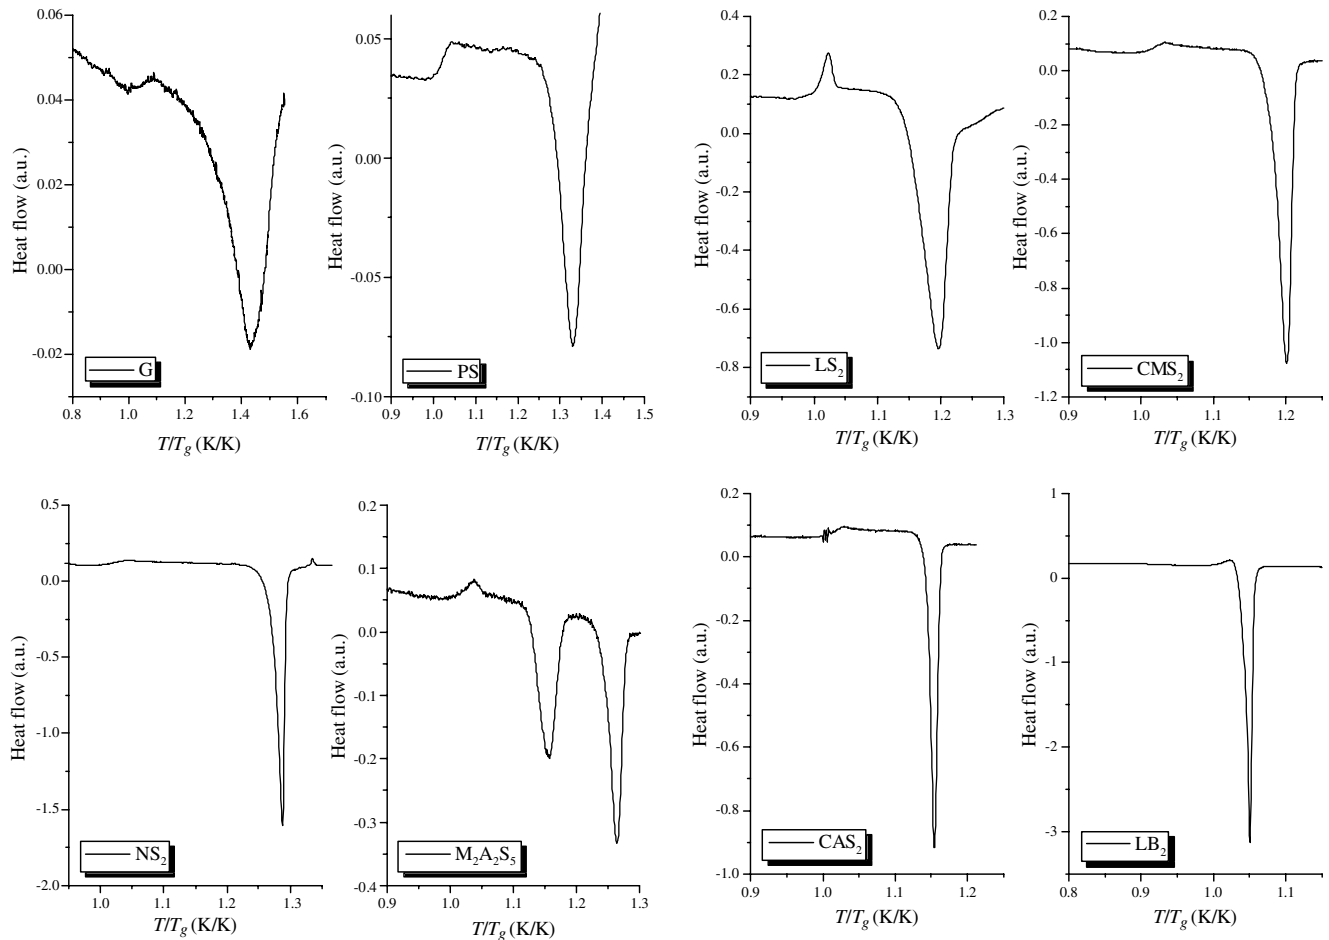 0.06
0.04
0.02
0.00
-0.02
Heat flow (a.u.)
G
0.8 1.0 1.2 1.4 1.6
T/T_g (K/K)
0.05
0.00
-0.05
-0.10
Heat flow (a.u.)
PS
0.9 1.0 1.1 1.2 1.3 1.4 1.5
T/T_g (K/K)
0.4
0.2
0.0
-0.2
-0.4
-0.6
-0.8
Heat flow (a.u.)
LS₂
0.9 1.0 1.1 1.2 1.3
T/T_g (K/K)
0.2
0.0
-0.2
-0.4
-0.6
-0.8
-1.0
-1.2
Heat flow (a.u.)
CMS₂
0.9 1.0 1.1 1.2
T/T_g (K/K)
0.5
0.0
-0.5
-1.0
-1.5
-2.0
Heat flow (a.u.)
NS₂
1.0 1.1 1.2 1.3
T/T_g (K/K)
0.2
0.1
0.0
-0.1
-0.2
-0.3
-0.4
Heat flow (a.u.)
M₂A₂S₅
0.9 1.0 1.1 1.2 1.3
T/T_g (K/K)
0.2
0.0
-0.2
-0.4
-0.6
-0.8
-1.0
Heat flow (a.u.)
CAS₂
0.9 1.0 1.1 1.2
T/T_g (K/K)
1
0
-1
-2
-3
Heat flow (a.u.)
LB₂
0.8 0.9 1.0 1.1
T/T_g (K/K)